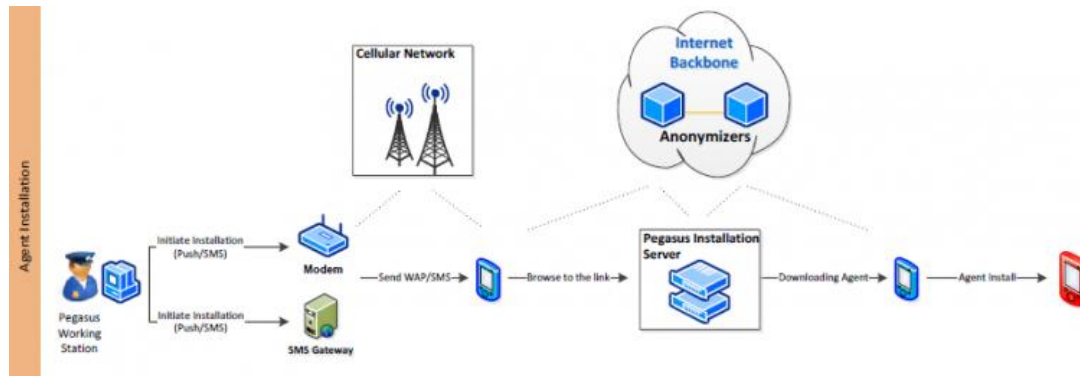 Agent Installation
Cellular Network
Internet
Backbone
Anonymizers
Initiate Installation
(Push/SMS)
Modem
Pegasus
Working
Station
Initiate Installation
(Push/SMS)
SMS Gateway
Send WAP/SMS
Browse to the link
Pegasus Installation
Server
Downloading Agent
Agent Install